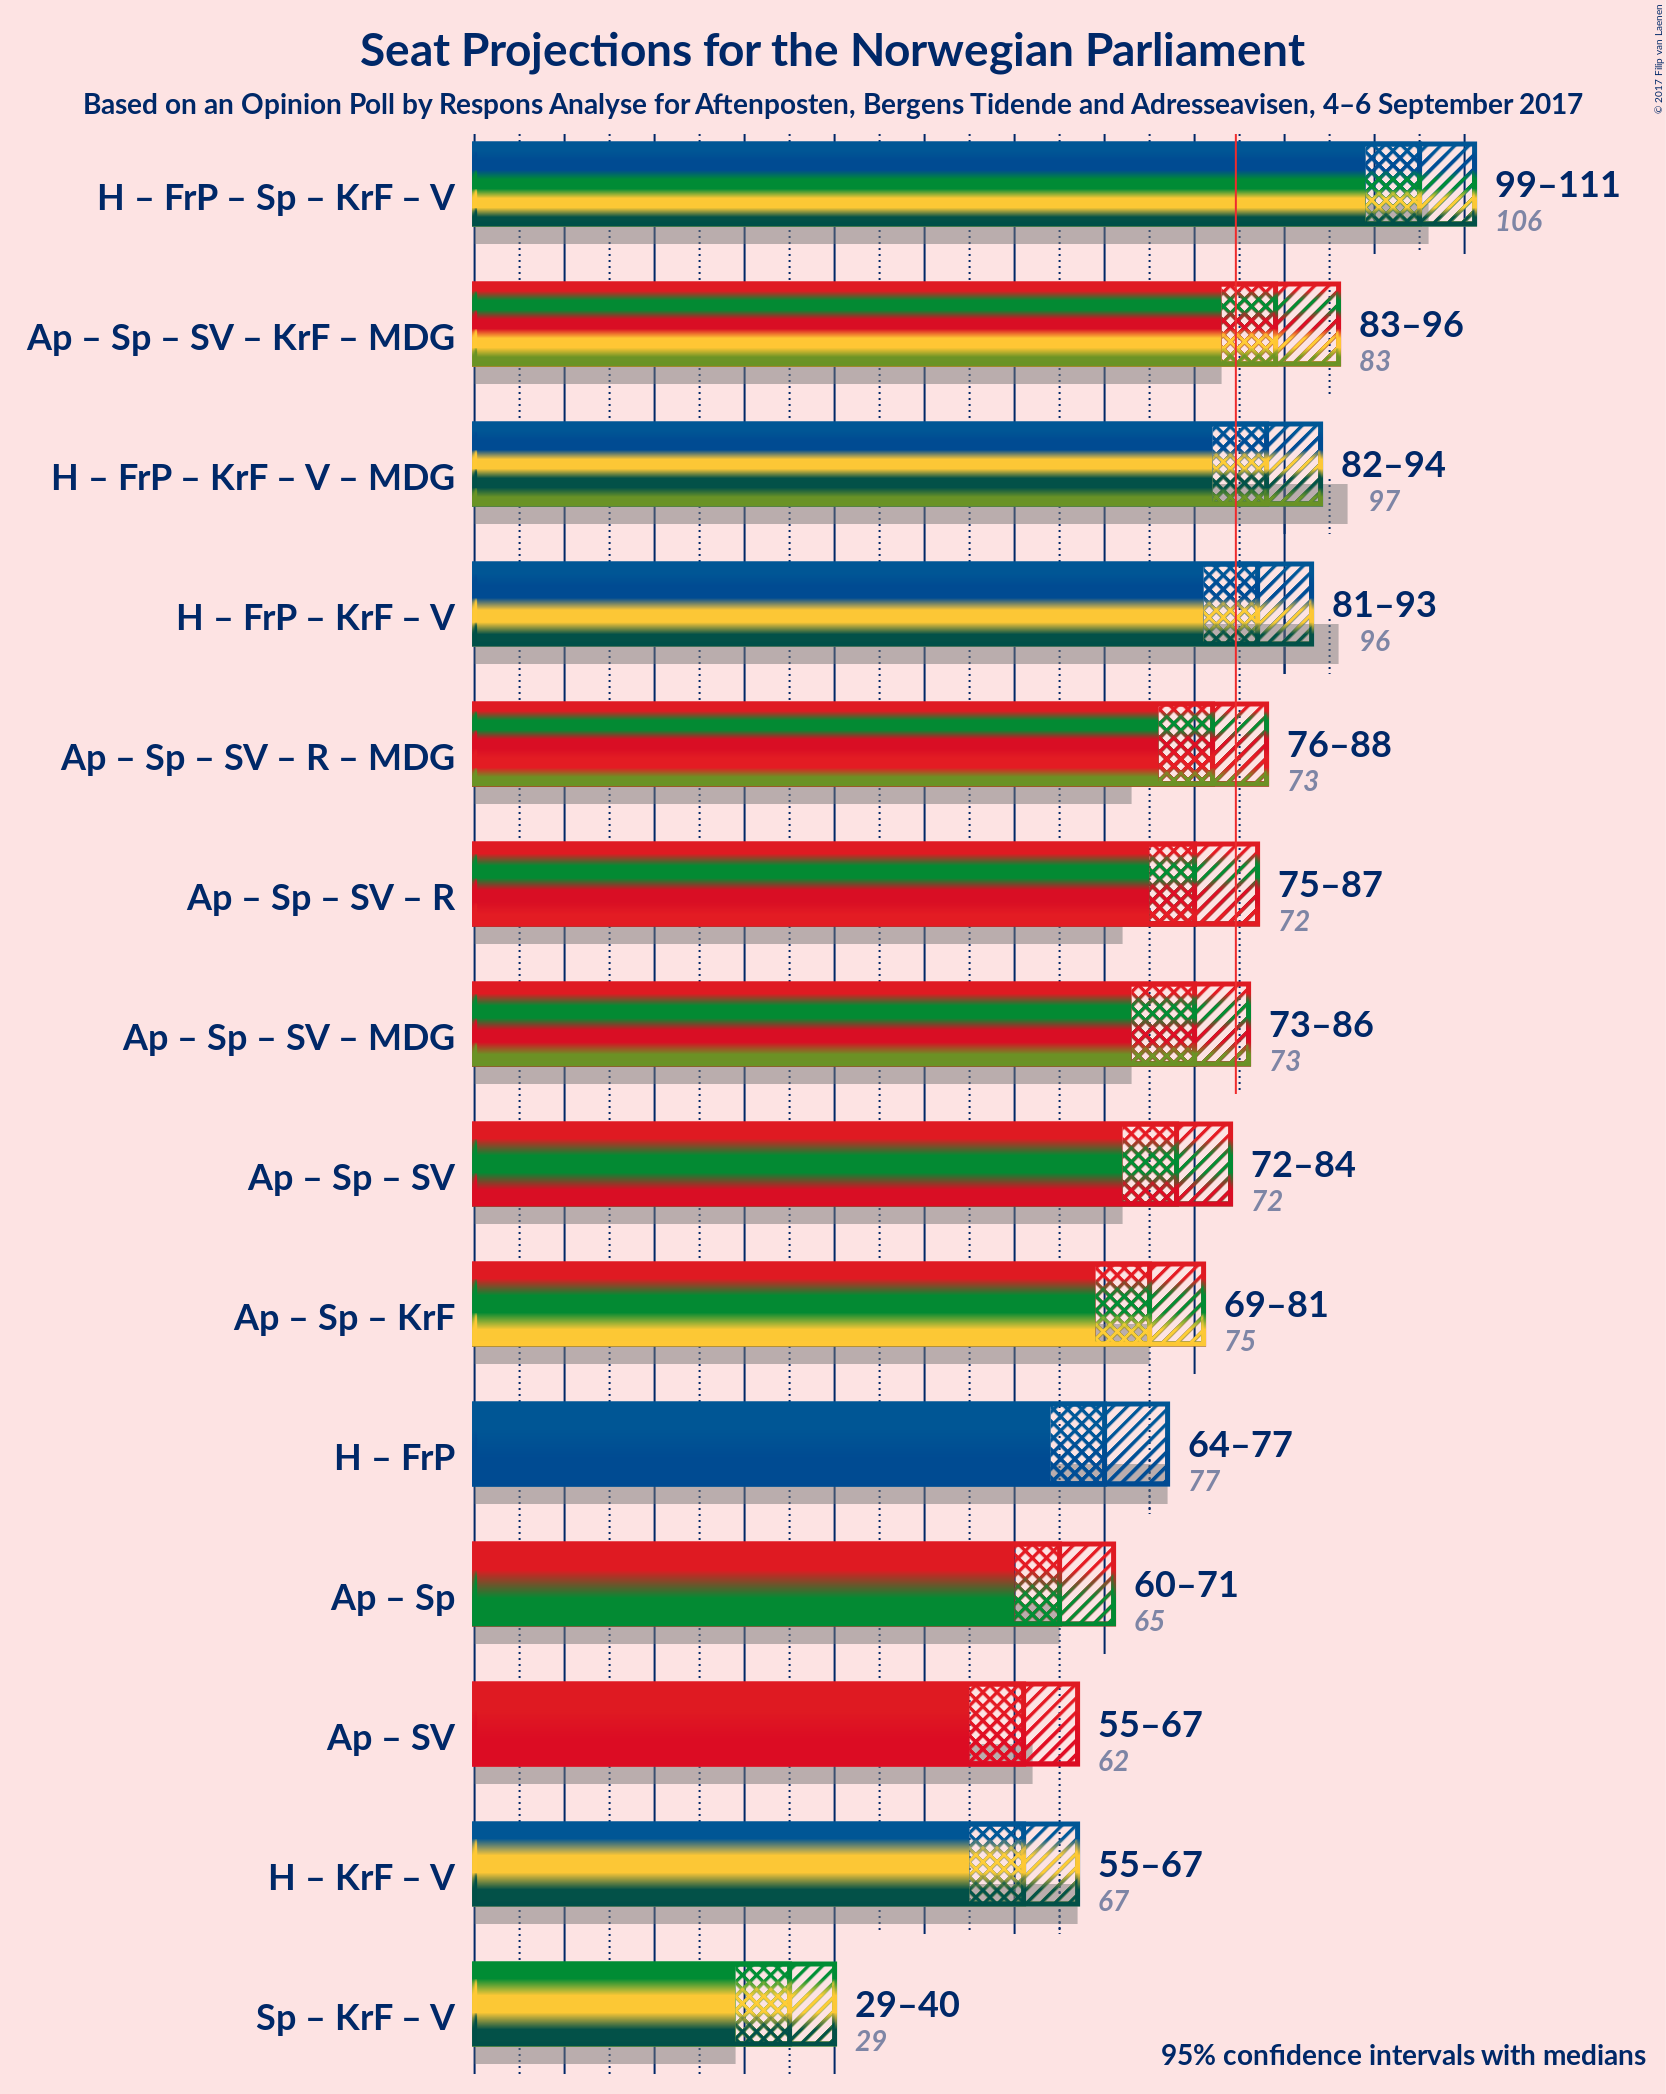 Seat Projections for the Norwegian Parliament
Based on an Opinion Poll by Respons Analyse for Aftenposten, Bergens Tidende and Adresseavisen, 4–6 September 2017
© 2017 Filip van Laenen
H – FrP – Sp – KrF – V
99–111
106
Ap – Sp – SV – KrF – MDG
83–96
83
H – FrP – KrF – V – MDG
82–94
97
H – FrP – KrF – V
81–93
96
Ap – Sp – SV – R – MDG
76–88
73
Ap – Sp – SV – R
75–87
72
Ap – Sp – SV – MDG
73–86
73
Ap – Sp – SV
72–84
72
Ap – Sp – KrF
69–81
75
H – FrP
64–77
77
Ap – Sp
60–71
65
Ap – SV
55–67
62
H – KrF – V
55–67
67
Sp – KrF – V
29–40
29
95% confidence intervals with medians